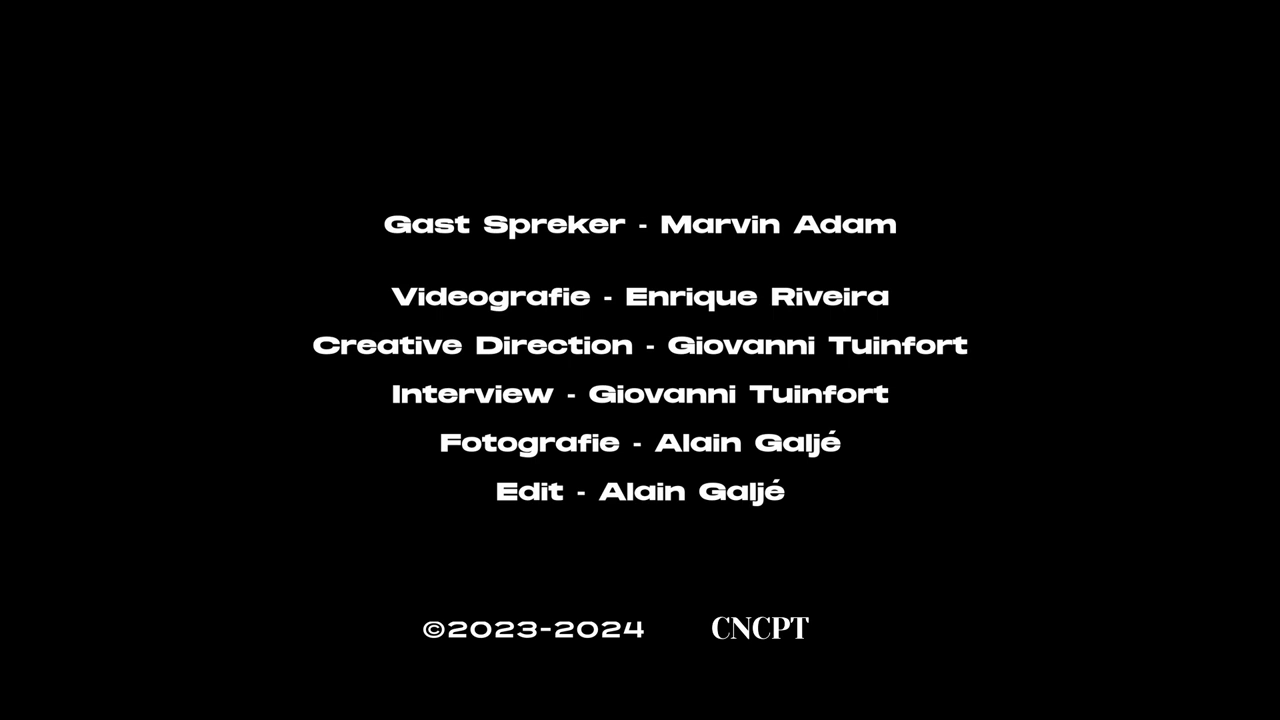 Gast Spreker - Marvin Adam
Videografie - Enrique Riveira
Creative Direction - Giovanni Tuinfort
Interview - Giovanni Tuinfort
Fotografie - Alain Galjé
Edit - Alain Galjé
©2023-2024 CNCPT